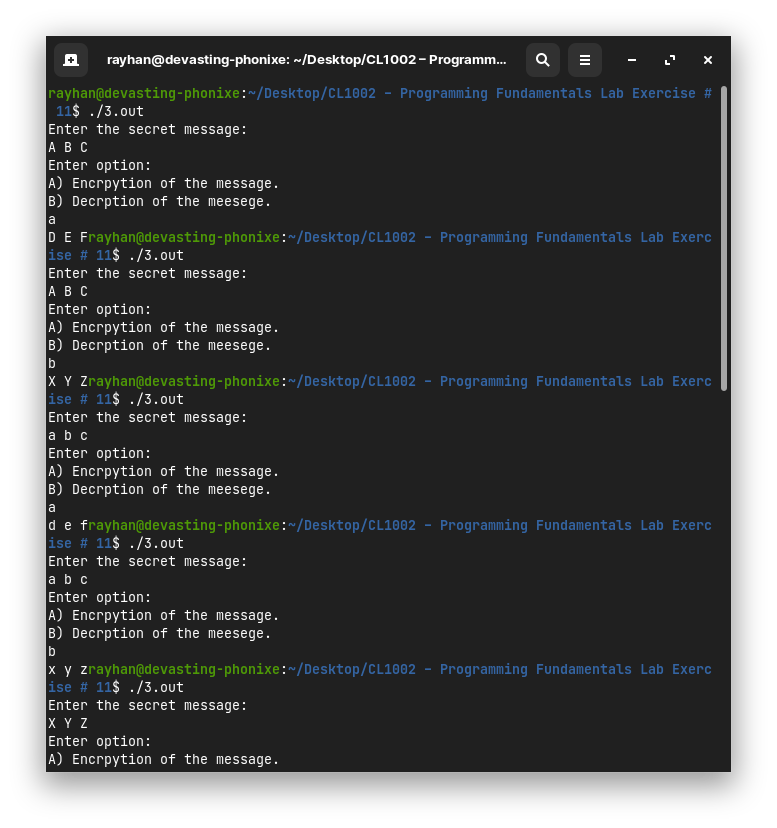 rayhan@devasting-phonixe: ~/Desktop/CL1002 – Programm...
rayhan@devasting-phonixe:~/Desktop/CL1002 – Programming Fundamentals Lab Exercise #
 11$ ./3.out
Enter the secret message:
A B C
Enter option:
A) Encrpytion of the message.
B) Decrption of the meesege.
a
D E Frayhan@devasting-phonixe:~/Desktop/CL1002 – Programming Fundamentals Lab Exerc
ise # 11$ ./3.out
Enter the secret message:
A B C
Enter option:
A) Encrpytion of the message.
B) Decrption of the meesege.
b
X Y Zrayhan@devasting-phonixe:~/Desktop/CL1002 – Programming Fundamentals Lab Exerc
ise # 11$ ./3.out
Enter the secret message:
a b c
Enter option:
A) Encrpytion of the message.
B) Decrption of the meesege.
a
d e frayhan@devasting-phonixe:~/Desktop/CL1002 – Programming Fundamentals Lab Exerc
ise # 11$ ./3.out
Enter the secret message:
a b c
Enter option:
A) Encrpytion of the message.
B) Decrption of the meesege.
b
x y zrayhan@devasting-phonixe:~/Desktop/CL1002 – Programming Fundamentals Lab Exerc
ise # 11$ ./3.out
Enter the secret message:
X Y Z
Enter option:
A) Encrpytion of the message.